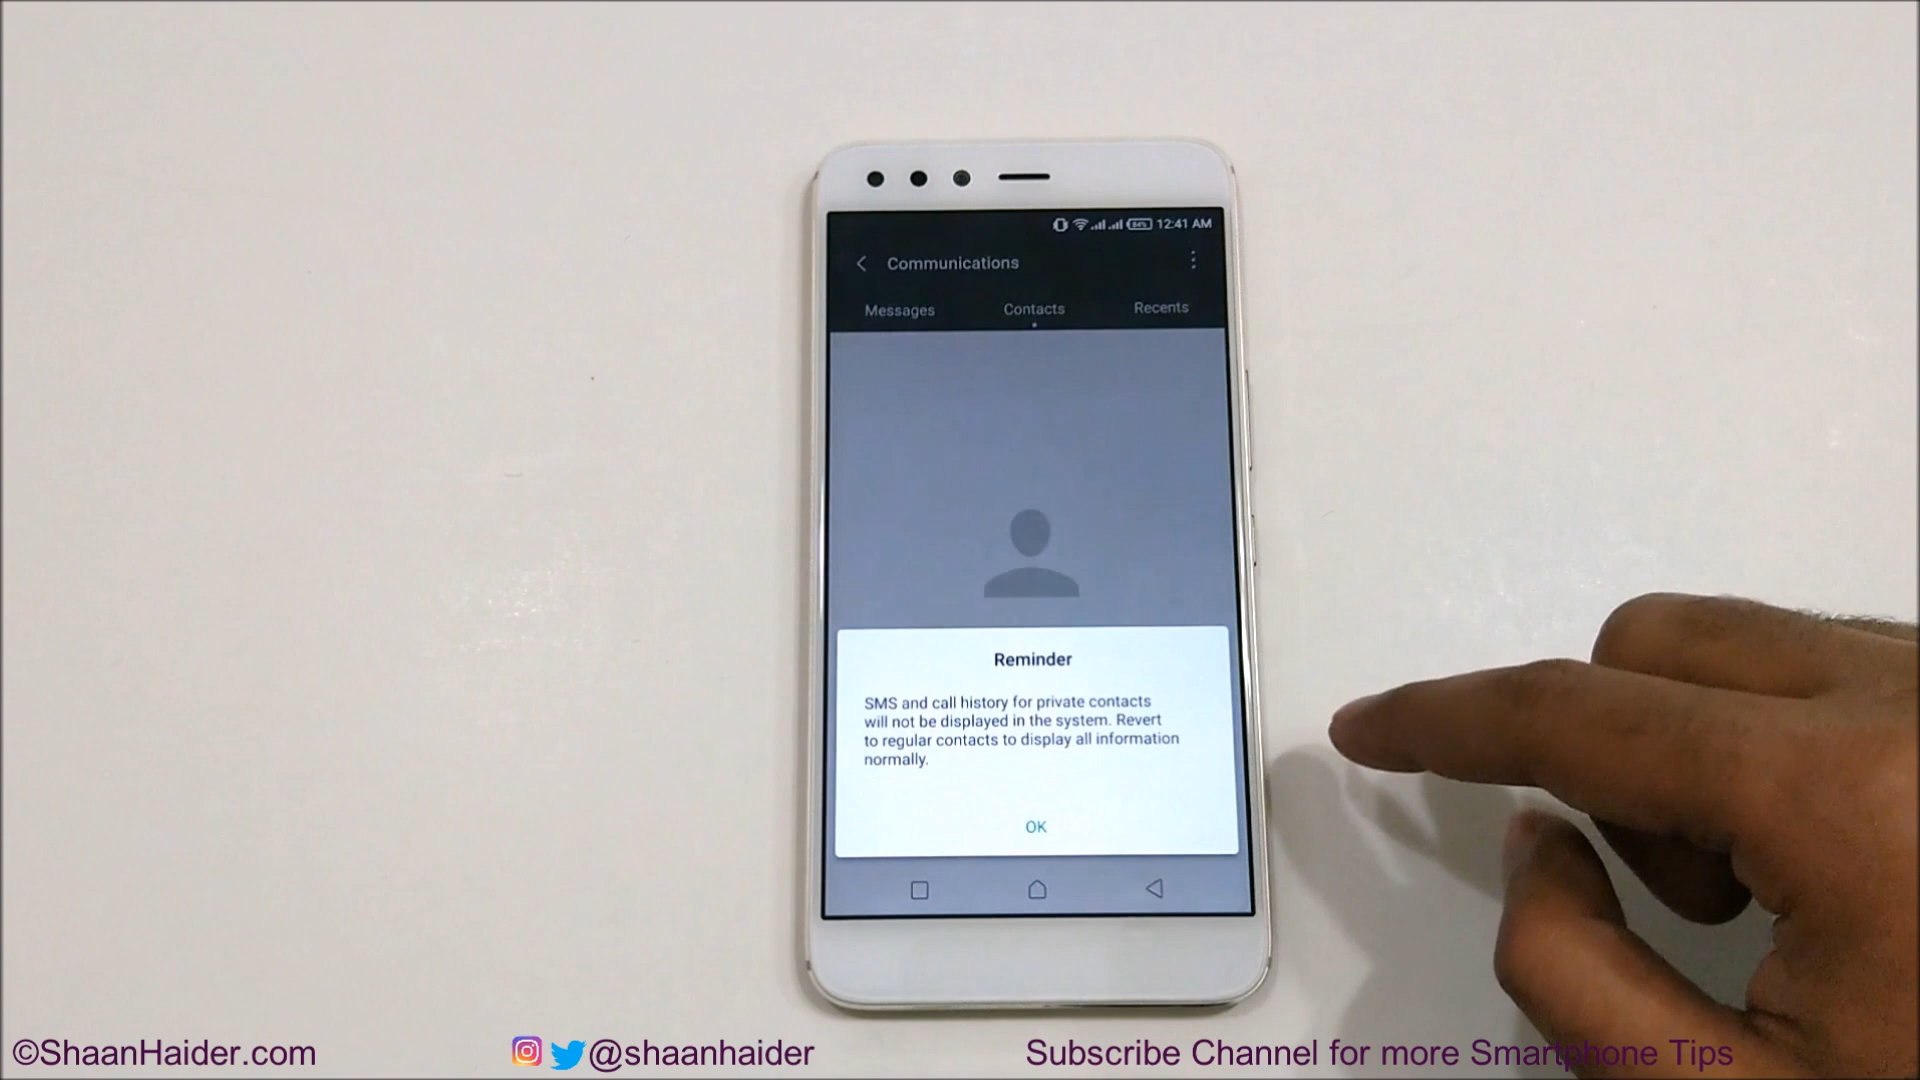 84% 12:41 AM
Communications
Messages Contacts Recents
Reminder
SMS and call history for private contacts
will not be displayed in the system. Revert
to regular contacts to display all information
normally.
OK
©ShaanHaider.com @shaanhaider Subscribe Channel for more Smartphone Tips